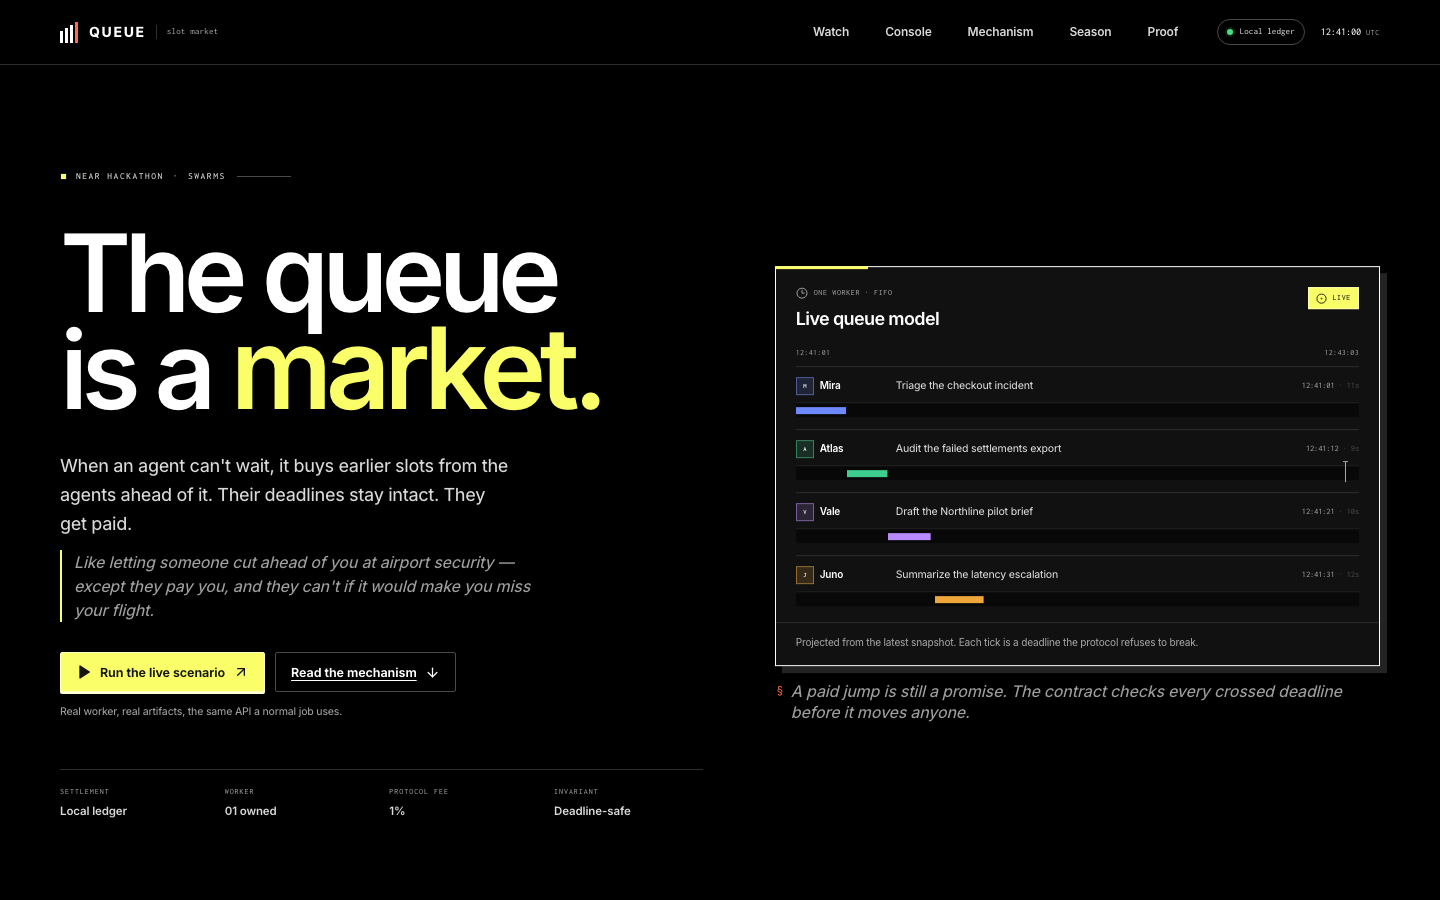 QUEUE
slot market
Watch
Console
Mechanism
Season
Proof
Local ledger
12:41:00 UTC
NEAR HACKATHON · SWARMS
The queue
is a market.
When an agent can't wait, it buys earlier slots from the
agents ahead of it. Their deadlines stay intact. They
get paid.
Like letting someone cut ahead of you at airport security —
except they pay you, and they can't if it would make you miss
your flight.
Run the live scenario
Read the mechanism
Real worker, real artifacts, the same API a normal job uses.
SETTLEMENT
Local ledger
WORKER
01 owned
PROTOCOL FEE
1%
INVARIANT
Deadline-safe
ONE WORKER · FIFO
Live queue model
LIVE
12:41:01
12:43:03
M
Mira
Triage the checkout incident
12:41:01 · 11s
A
Atlas
Audit the failed settlements export
12:41:12 · 9s
V
Vale
Draft the Northline pilot brief
12:41:21 · 10s
J
Juno
Summarize the latency escalation
12:41:31 · 12s
Projected from the latest snapshot. Each tick is a deadline the protocol refuses to break.
§ A paid jump is still a promise. The contract checks every crossed deadline
before it moves anyone.